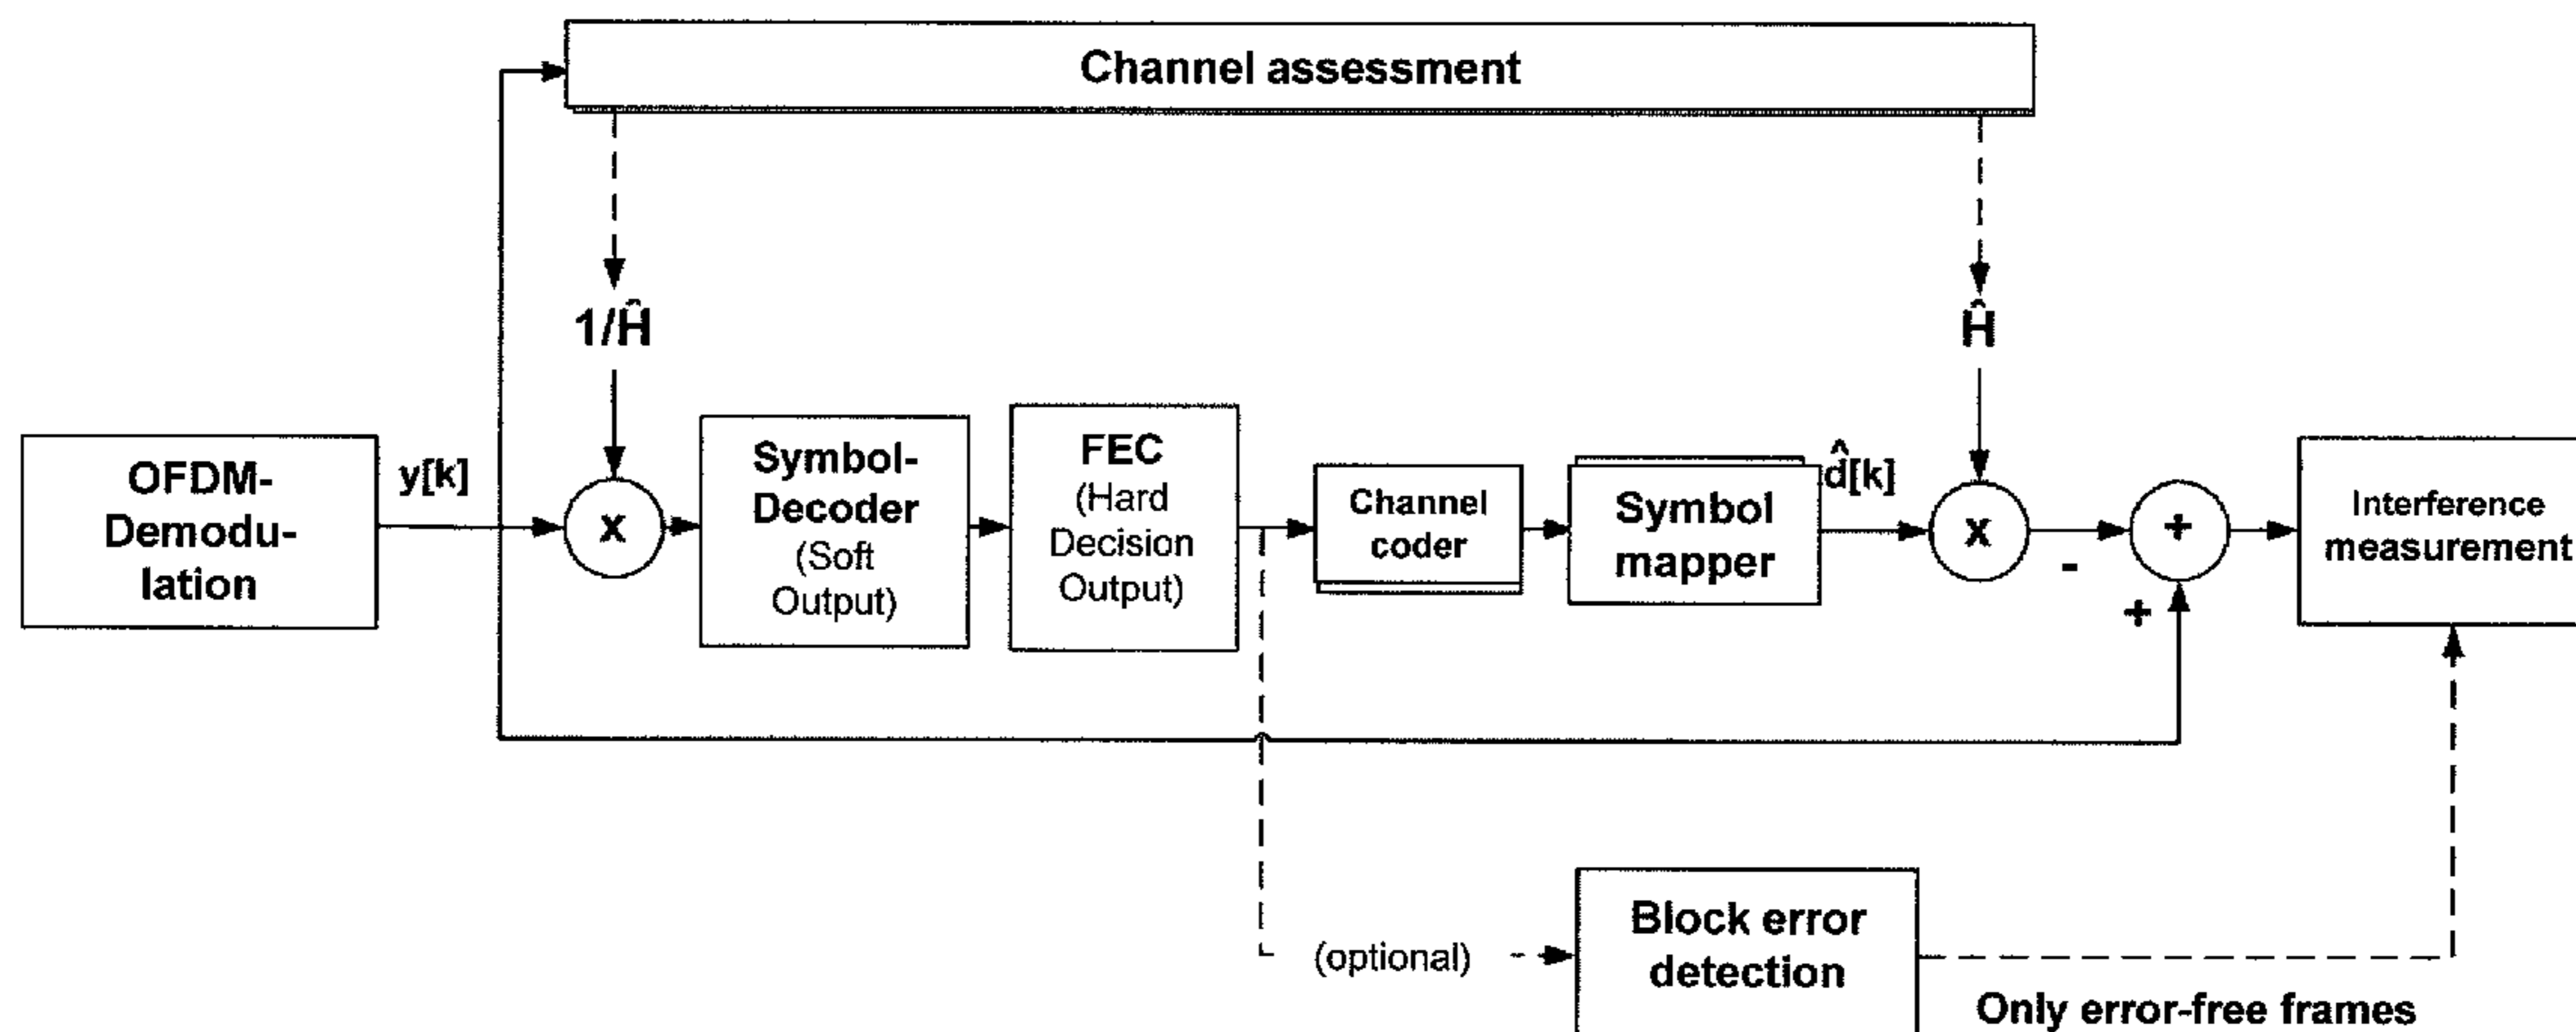 Channel assessment
1/Ĥ
Ĥ
OFDM-
Demodu-
lation
y[k]
x
Symbol-
Decoder
(Soft
Output)
FEC
(Hard
Decision
Output)
Channel
coder
Symbol
mapper
d̂[k]
x
-
+
+
Interference
measurement
(optional)
Block error
detection
Only error-free frames